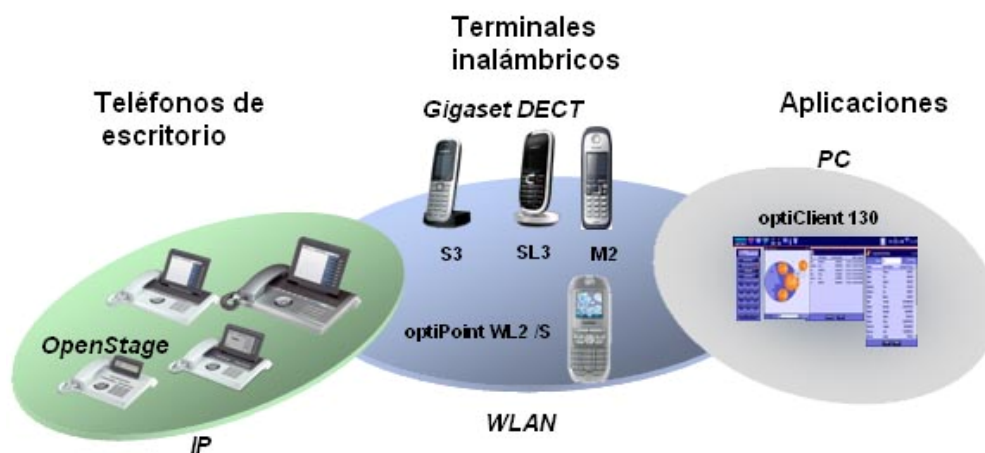 Terminales
inalámbricos
Teléfonos de
escritorio
Gigaset DECT
Aplicaciones
PC
optiClient 130
S3
SL3
M2
optiPoint WL2 /S
OpenStage
WLAN
IP